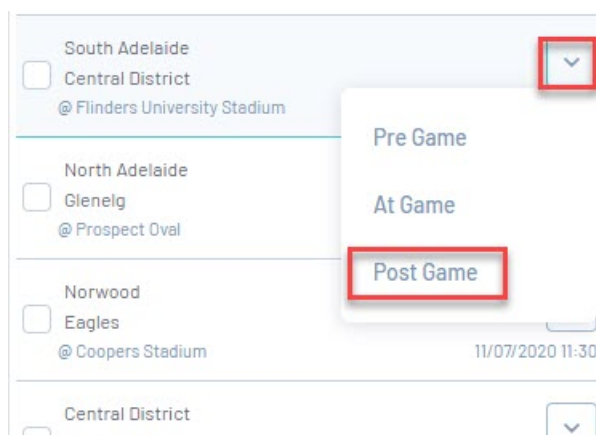 South Adelaide
Central District
@ Flinders University Stadium
Pre Game
North Adelaide
Glenelg
@ Prospect Oval
At Game
Post Game
Norwood
Eagles
@ Coopers Stadium
11/07/2020 11:30
Central District